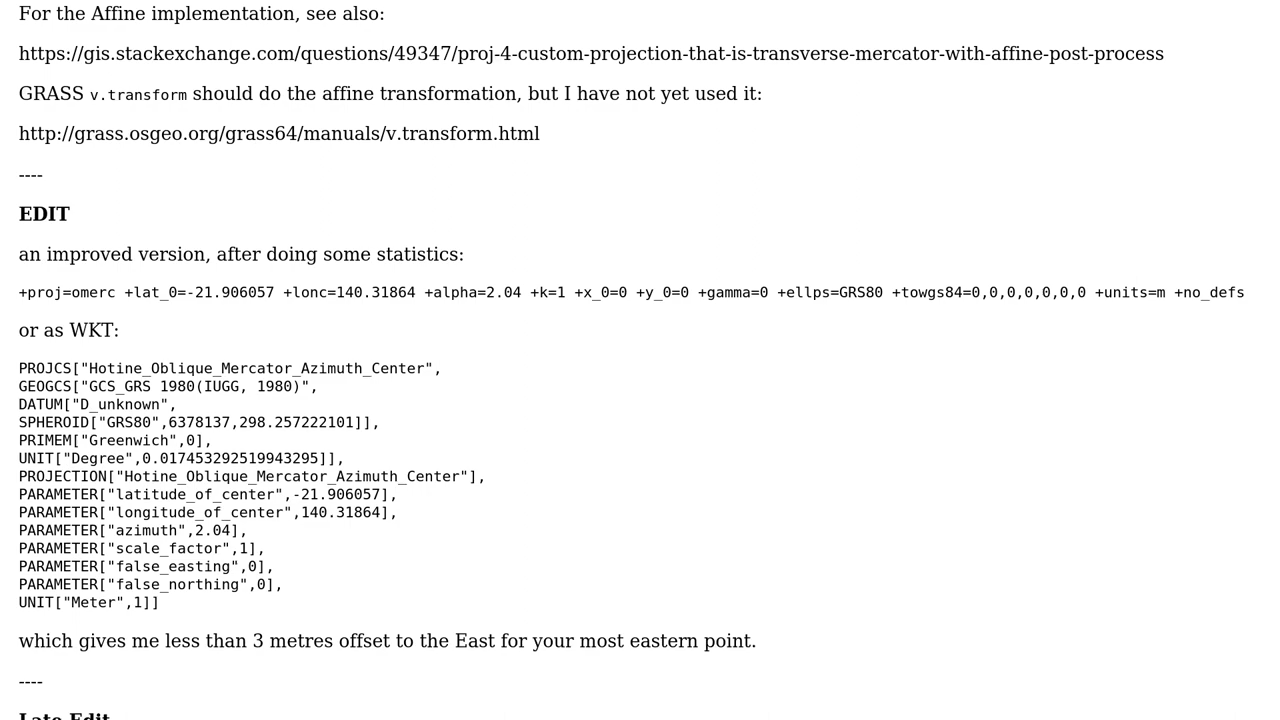 For the Affine implementation, see also:
https://gis.stackexchange.com/questions/49347/proj-4-custom-projection-that-is-transverse-mercator-with-affine-post-process
GRASS v.transform should do the affine transformation, but I have not yet used it:
http://grass.osgeo.org/grass64/manuals/v.transform.html
----
EDIT
an improved version, after doing some statistics:
+proj=omerc +lat_0=-21.906057 +lonc=140.31864 +alpha=2.04 +k=1 +x_0=0 +y_0=0 +gamma=0 +ellps=GRS80 +towgs84=0,0,0,0,0,0,0 +units=m +no_defs
or as WKT:
PROJCS["Hotine_Oblique_Mercator_Azimuth_Center",
GEOGCS["GCS_GRS 1980(IUGG, 1980)",
DATUM["D_unknown",
SPHEROID["GRS80",6378137,298.257222101]],
PRIMEM["Greenwich",0],
UNIT["Degree",0.017453292519943295]],
PROJECTION["Hotine_Oblique_Mercator_Azimuth_Center"],
PARAMETER["latitude_of_center",-21.906057],
PARAMETER["longitude_of_center",140.31864],
PARAMETER["azimuth",2.04],
PARAMETER["scale_factor",1],
PARAMETER["false_easting",0],
PARAMETER["false_northing",0],
UNIT["Meter",1]]
which gives me less than 3 metres offset to the East for your most eastern point.
----
Late Edit